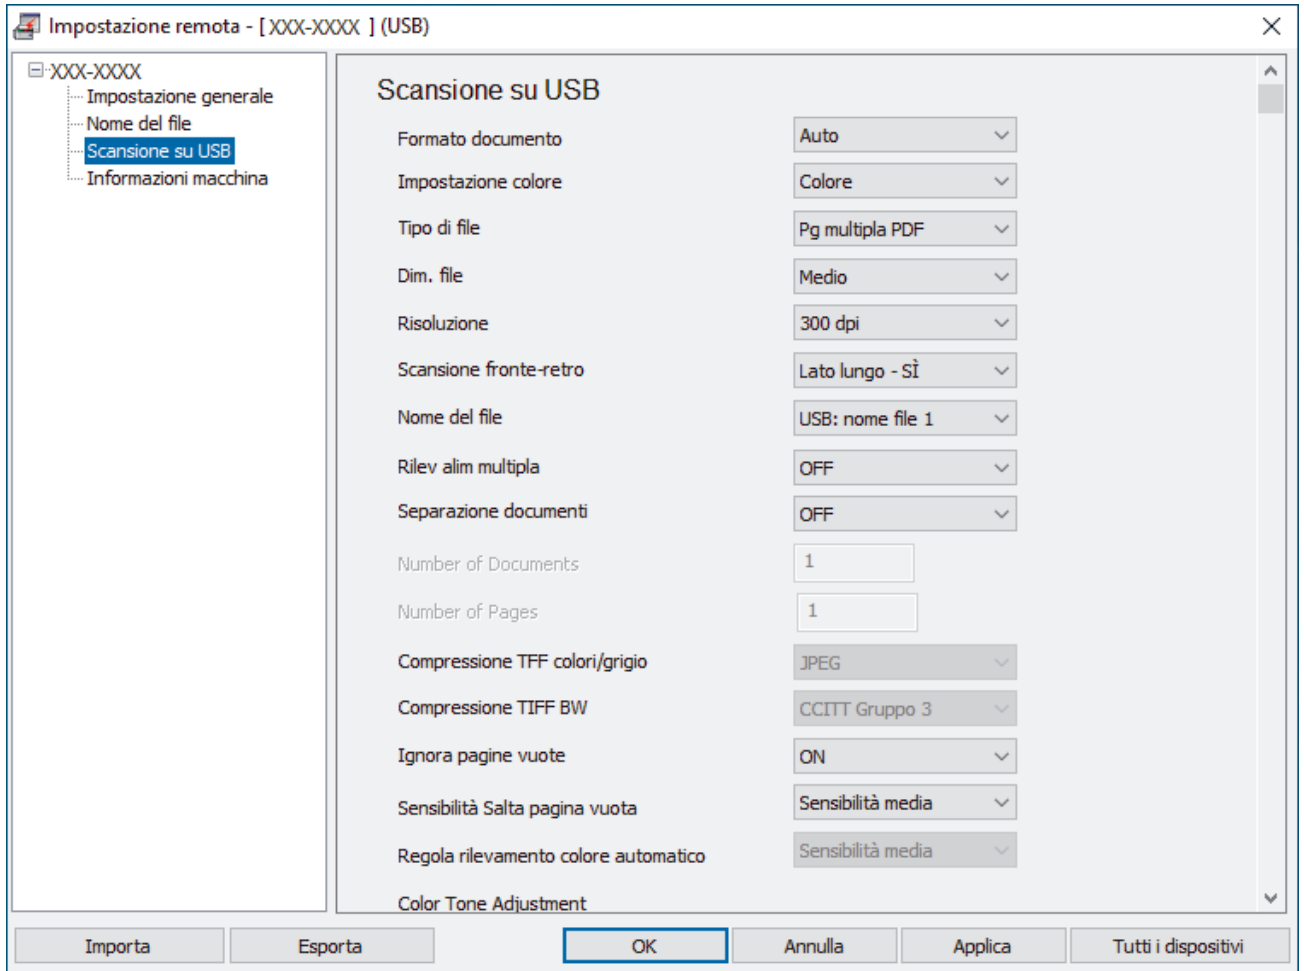 Impostazione remota - [ XXX-XXXX ] (USB)
XXX-XXXX
Impostazione generale
Nome del file
Scansione su USB
Informazioni macchina
Scansione su USB
Formato documento Auto
Impostazione colore Colore
Tipo di file Pg multipla PDF
Dim. file Medio
Risoluzione 300 dpi
Scansione fronte-retro Lato lungo - SÌ
Nome del file USB: nome file 1
Rilev alim multipla OFF
Separazione documenti OFF
Number of Documents 1
Number of Pages 1
Compressione TFF colori/grigio JPEG
Compressione TIFF BW CCITT Gruppo 3
Ignora pagine vuote ON
Sensibilità Salta pagina vuota Sensibilità media
Regola rilevamento colore automatico Sensibilità media
Color Tone Adjustment
Importa Esporta OK Annulla Applica Tutti i dispositivi